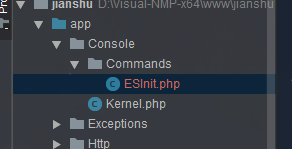 jianshu D:\Visual-NMP-x64\www\jianshu
app
Console
Commands
ESInit.php
Kernel.php
Exceptions
Http